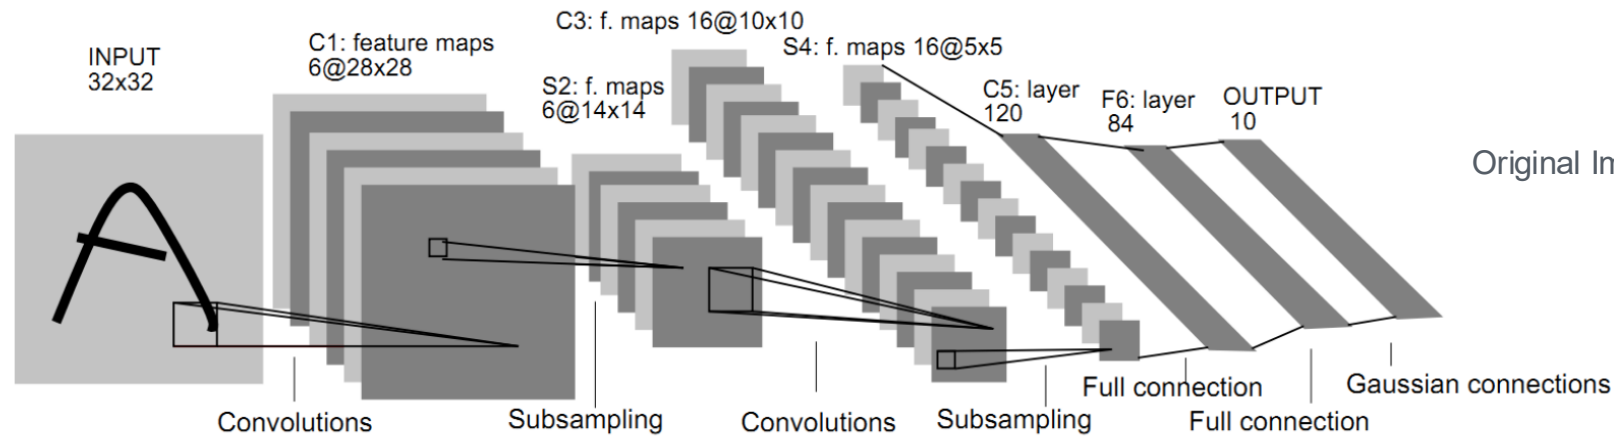 INPUT
32x32
C1: feature maps
6@28x28
S2: f. maps
6@14x14
C3: f. maps 16@10x10
S4: f. maps 16@5x5
C5: layer
120
F6: layer
84
OUTPUT
10
Original
Convolutions
Subsampling
Convolutions
Subsampling
Full connection
Full connection
Gaussian connections